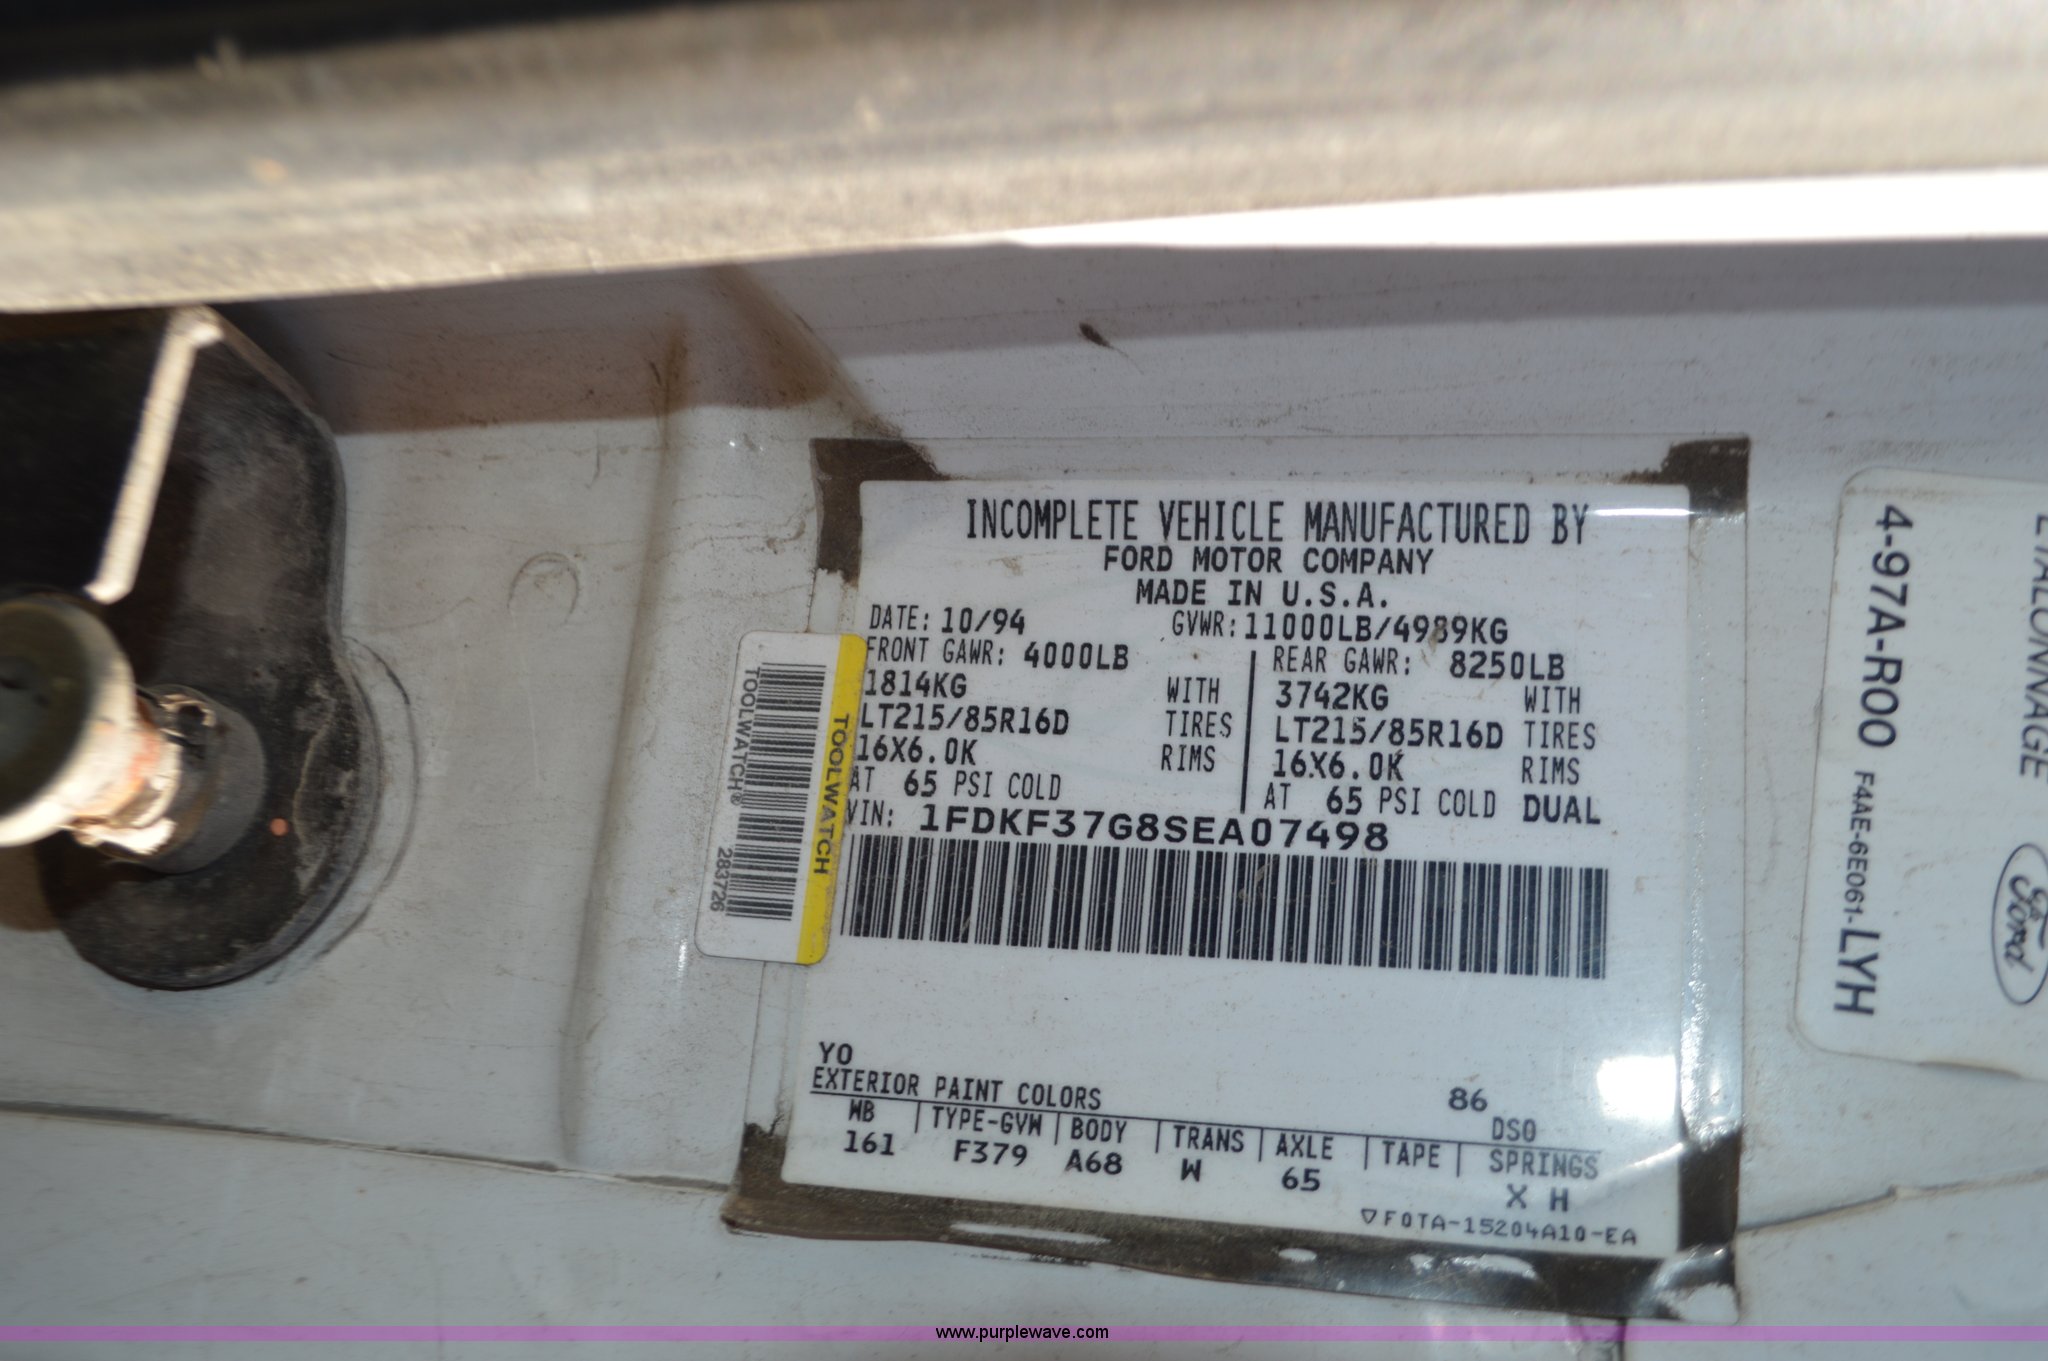 INCOMPLETE VEHICLE MANUFACTURED BY
FORD MOTOR COMPANY
MADE IN U.S.A.
DATE: 10/94 GVWR: 11000LB/4989KG
FRONT GAWR: 4000LB REAR GAWR: 8250LB
1814KG WITH 3742KG WITH
LT215/85R16D TIRES LT215/85R16D TIRES
16X6.0K RIMS 16X6.0K RIMS
AT 65 PSI COLD AT 65 PSI COLD DUAL
VIN: 1FDKF37G8SEA07498
YO
EXTERIOR PAINT COLORS 86 DSO
WB TYPE-GVW BODY TRANS AXLE TAPE SPRINGS
161 F379 A68 W 65 X H
▽F0TA-15204A10-EA
TOOLWATCH
TOOLWATCH® 283726
ETALONNAGE
4-97A-R00 F4AE-6E061-LYH
Ford
www.purplewave.com